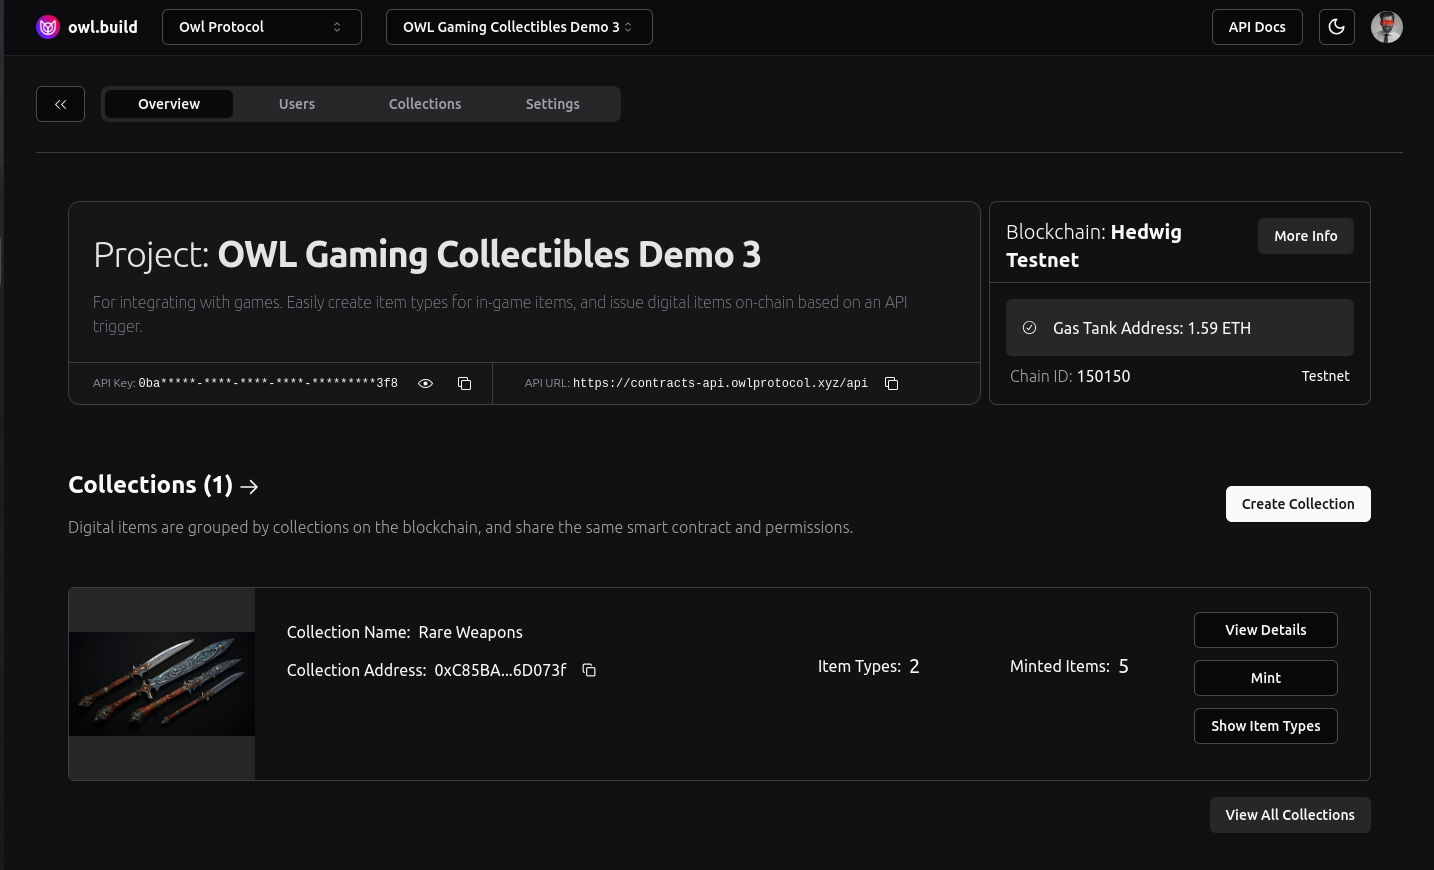 owl.build
Owl Protocol
OWL Gaming Collectibles Demo 3
API Docs
Overview
Users
Collections
Settings
Project: OWL Gaming Collectibles Demo 3
For integrating with games. Easily create item types for in-game items, and issue digital items on-chain based on an API
trigger.
API Key: 0ba*****-****-****-****-*********3f8
API URL: https://contracts-api.owlprotocol.xyz/api
Blockchain: Hedwig
Testnet
More Info
Gas Tank Address: 1.59 ETH
Chain ID: 150150
Testnet
Collections (1)
Digital items are grouped by collections on the blockchain, and share the same smart contract and permissions.
Create Collection
Collection Name: Rare Weapons
Collection Address: 0xC85BA...6D073f
Item Types: 2
Minted Items: 5
View Details
Mint
Show Item Types
View All Collections